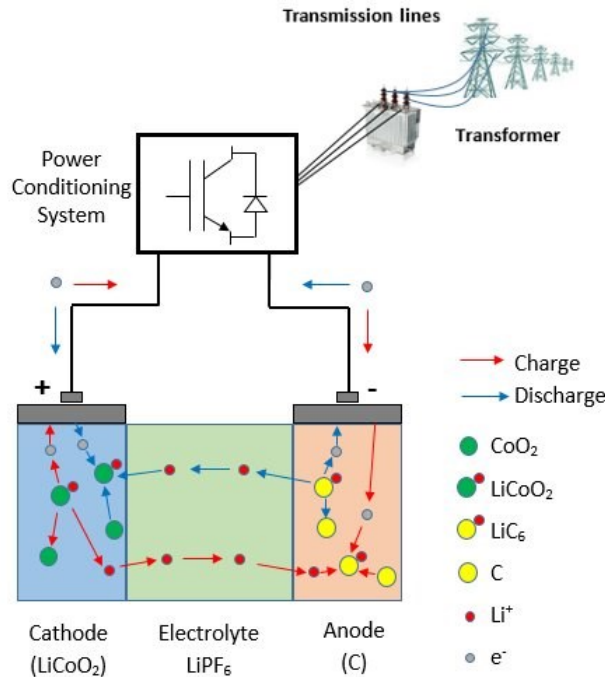 Transmission lines
Transformer
Power
Conditioning
System
+
-
Charge
Discharge
CoO₂
LiCoO₂
LiC₆
C
Li⁺
e⁻
Cathode
(LiCoO₂)
Electrolyte
LiPF₆
Anode
(C)